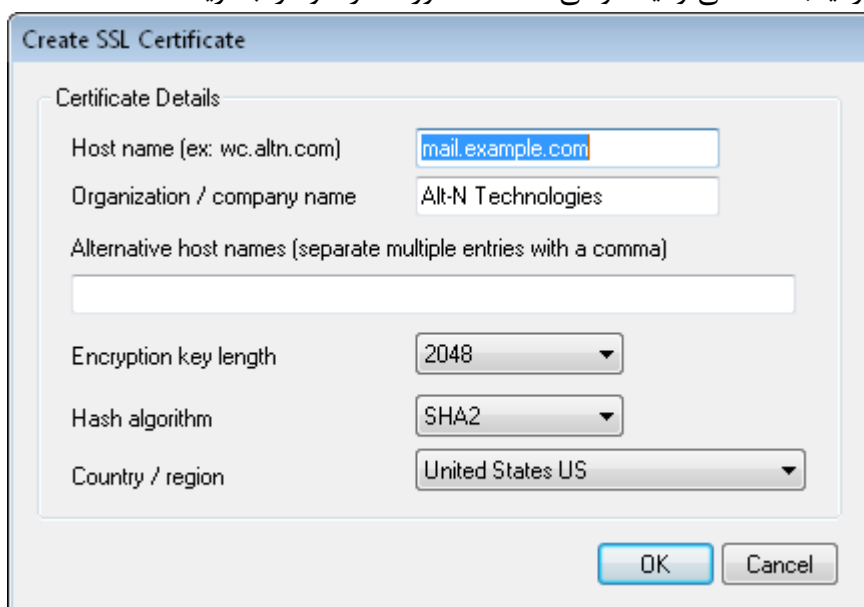 Create SSL Certificate
Certificate Details
Host name (ex: wc.altn.com) mail.example.com
Organization / company name Alt-N Technologies
Alternative host names (separate multiple entries with a comma)
Encryption key length 2048
Hash algorithm SHA2
Country / region United States US
OK Cancel